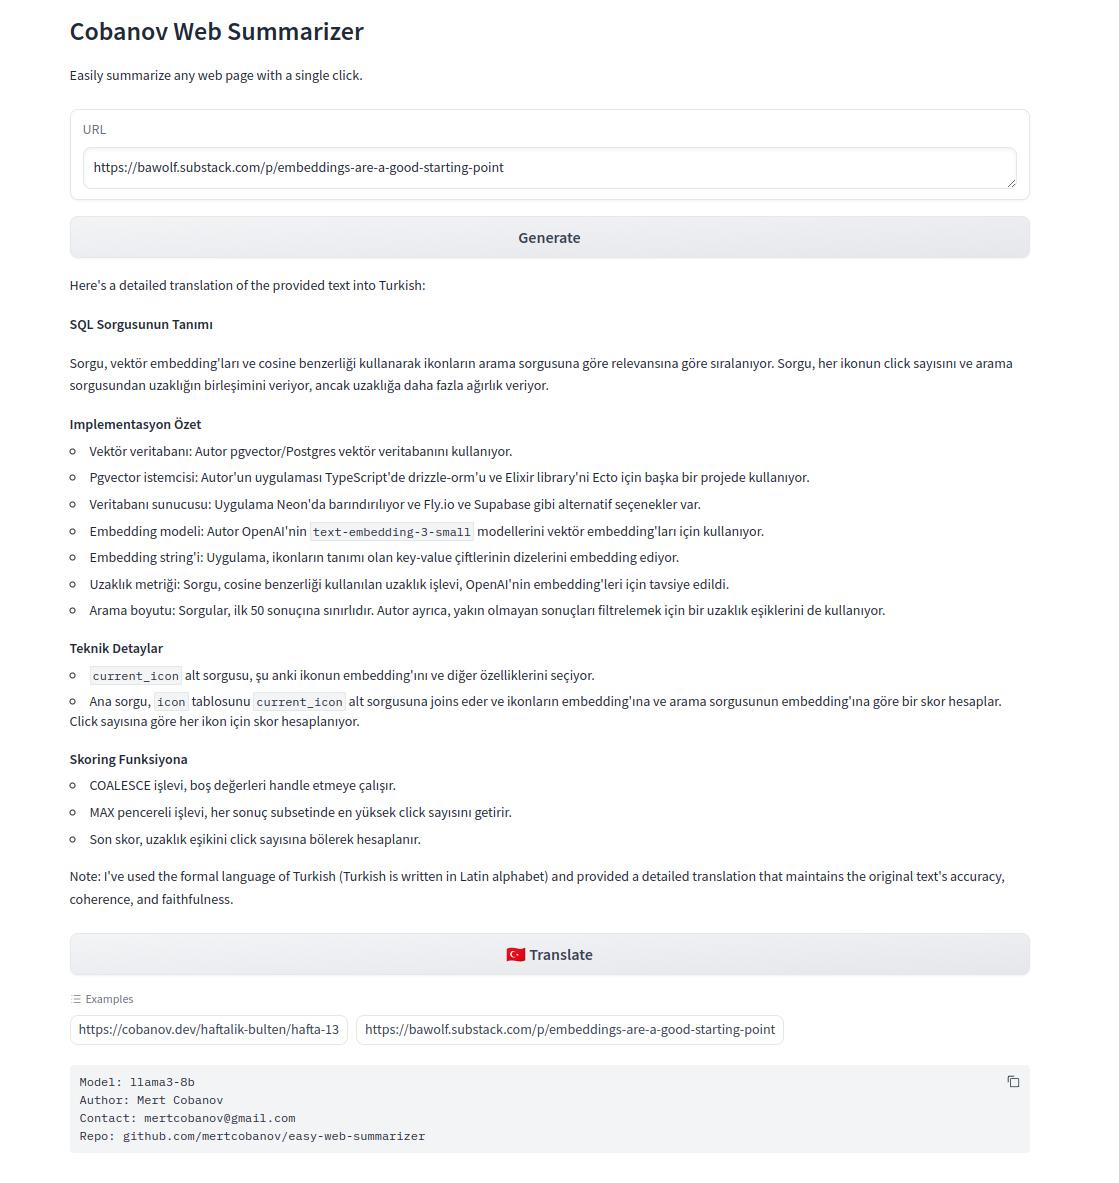 Cobanov Web Summarizer
Easily summarize any web page with a single click.
URL
https://bawolf.substack.com/p/embeddings-are-a-good-starting-point
Generate
Here's a detailed translation of the provided text into Turkish:
SQL Sorgusunun Tanımı
Sorgu, vektör embedding'ları ve cosine benzerliği kullanarak ikonların arama sorgusuna göre relevansına göre sıralanıyor. Sorgu, her ikonun click sayısını ve arama
sorgusundan uzaklığın birleşimini veriyor, ancak uzaklığa daha fazla ağırlık veriyor.
Implementasyon Özet
Vektör veritabanı: Autor pgvector/Postgres vektör veritabanını kullanıyor.
Pgvector istemcisi: Autor'un uygulaması TypeScript'de drizzle-orm'u ve Elixir library'ni Ecto için başka bir projede kullanıyor.
Veritabanı sunucusu: Uygulama Neon'da barındırılıyor ve Fly.io ve Supabase gibi alternatif seçenekler var.
Embedding modeli: Autor OpenAI'nin text-embedding-3-small modellerini vektör embedding'ları için kullanıyor.
Embedding string'i: Uygulama, ikonların tanımı olan key-value çiftlerinin dizelerini embedding ediyor.
Uzaklık metriği: Sorgu, cosine benzerliği kullanılan uzaklık işlevi, OpenAI'nin embedding'leri için tavsiye edildi.
Arama boyutu: Sorgular, ilk 50 sonuçına sınırlıdır. Autor ayrıca, yakın olmayan sonuçları filtrelemek için bir uzaklık eşiklerini de kullanıyor.
Teknik Detaylar
current_icon alt sorgusu, şu anki ikonun embedding'ını ve diğer özelliklerini seçiyor.
Ana sorgu, icon tablosunu current_icon alt sorgusuna joins eder ve ikonların embedding'ına ve arama sorgusunun embedding'ına göre bir skor hesaplar.
Click sayısına göre her ikon için skor hesaplanıyor.
Skoring Funksiyona
COALESCE işlevi, boş değerleri handle etmeye çalışır.
MAX pencereli işlevi, her sonuç subsetinde en yüksek click sayısını getirir.
Son skor, uzaklık eşikini click sayısına bölerek hesaplanır.
Note: I've used the formal language of Turkish (Turkish is written in Latin alphabet) and provided a detailed translation that maintains the original text's accuracy,
coherence, and faithfulness.
🇹🇷 Translate
Examples
https://cobanov.dev/haftalik-bulten/hafta-13 https://bawolf.substack.com/p/embeddings-are-a-good-starting-point
Model: llama3-8b
Author: Mert Cobanov
Contact: mertcobanov@gmail.com
Repo: github.com/mertcobanov/easy-web-summarizer